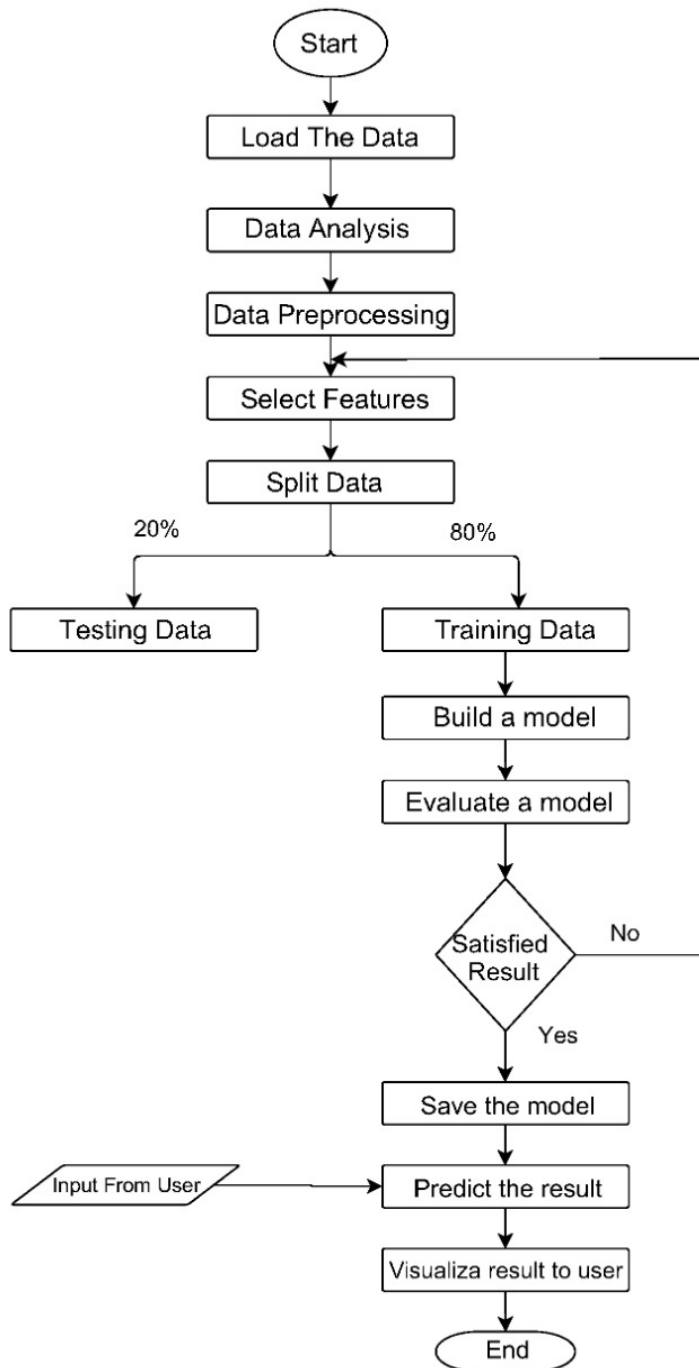 Start
Load The Data
Data Analysis
Data Preprocessing
Select Features
Split Data
20%
80%
Testing Data
Training Data
Build a model
Evaluate a model
Satisfied
Result
No
Yes
Save the model
Input From User
Predict the result
Visualiza result to user
End